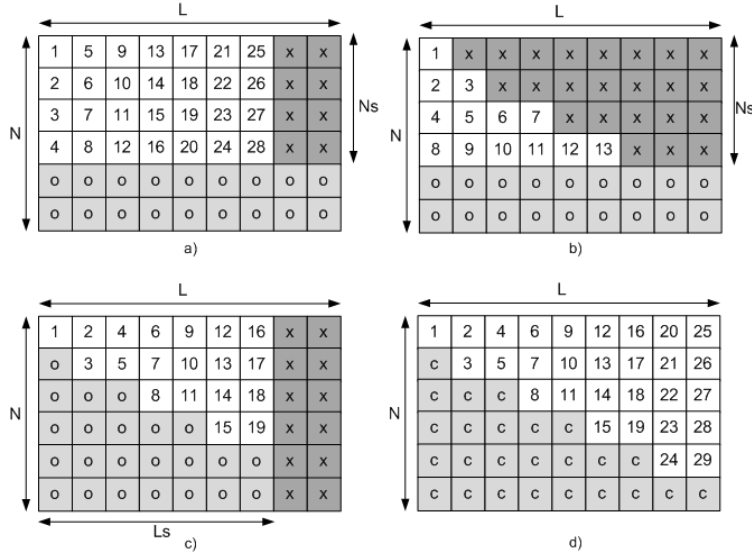 L
N
1 5 9 13 17 21 25 x x
2 6 10 14 18 22 26 x x
3 7 11 15 19 23 27 x x
4 8 12 16 20 24 28 x x
o o o o o o o o o
o o o o o o o o o
Ns
a)
L
N
1 x x x x x x x x
2 3 x x x x x x x
4 5 6 7 x x x x x
8 9 10 11 12 13 x x x
o o o o o o o o o
o o o o o o o o o
Ns
b)
L
N
1 2 4 6 9 12 16 x x
o 3 5 7 10 13 17 x x
o o o 8 11 14 18 x x
o o o o o 15 19 x x
o o o o o o o x x
o o o o o o o x x
Ls
c)
L
N
1 2 4 6 9 12 16 20 25
c 3 5 7 10 13 17 21 26
c c c 8 11 14 18 22 27
c c c c c 15 19 23 28
c c c c c c c 24 29
c c c c c c c c c
d)